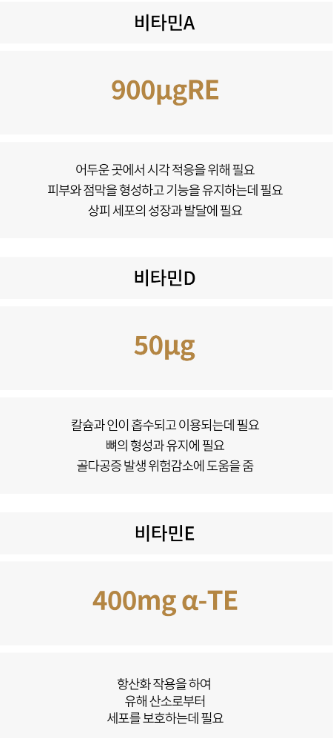 비타민A
900μgRE
어두운 곳에서 시각 적응을 위해 필요
피부와 점막을 형성하고 기능을 유지하는데 필요
상피 세포의 성장과 발달에 필요
비타민D
50μg
칼슘과 인이 흡수되고 이용되는데 필요
뼈의 형성과 유지에 필요
골다공증 발생 위험감소에 도움을 줌
비타민E
400mg α-TE
항산화 작용을 하여
유해 산소로부터
세포를 보호하는데 필요